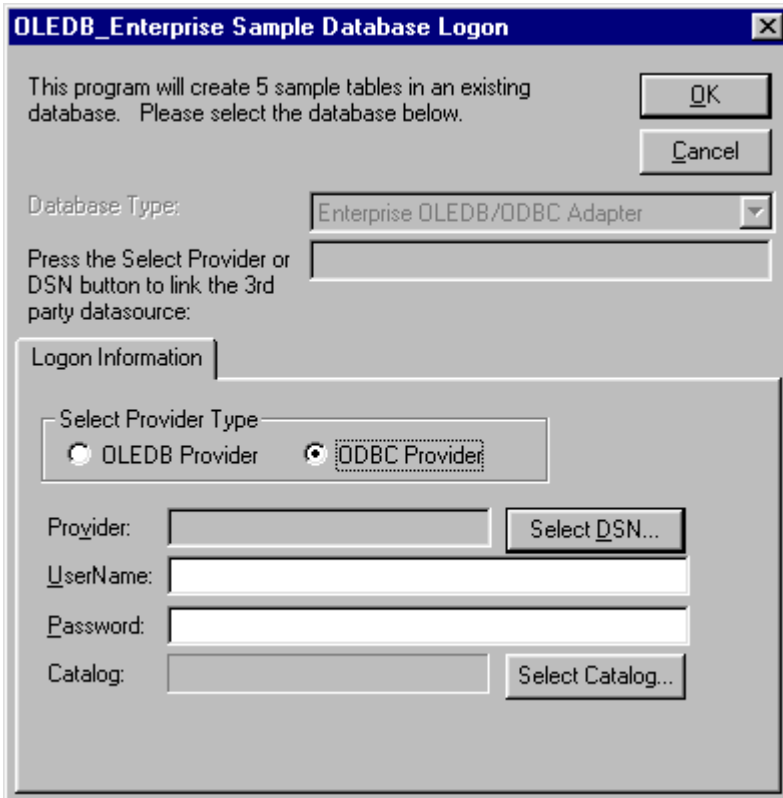 OLEDB_Enterprise Sample Database Logon
This program will create 5 sample tables in an existing
database.   Please select the database below.
OK
Cancel
Database Type:
Enterprise OLEDB/ODBC Adapter
Press the Select Provider or
DSN button to link the 3rd
party datasource:
Logon Information
Select Provider Type
OLEDB Provider
ODBC Provider
Provider:
Select DSN...
UserName:
Password:
Catalog:
Select Catalog...